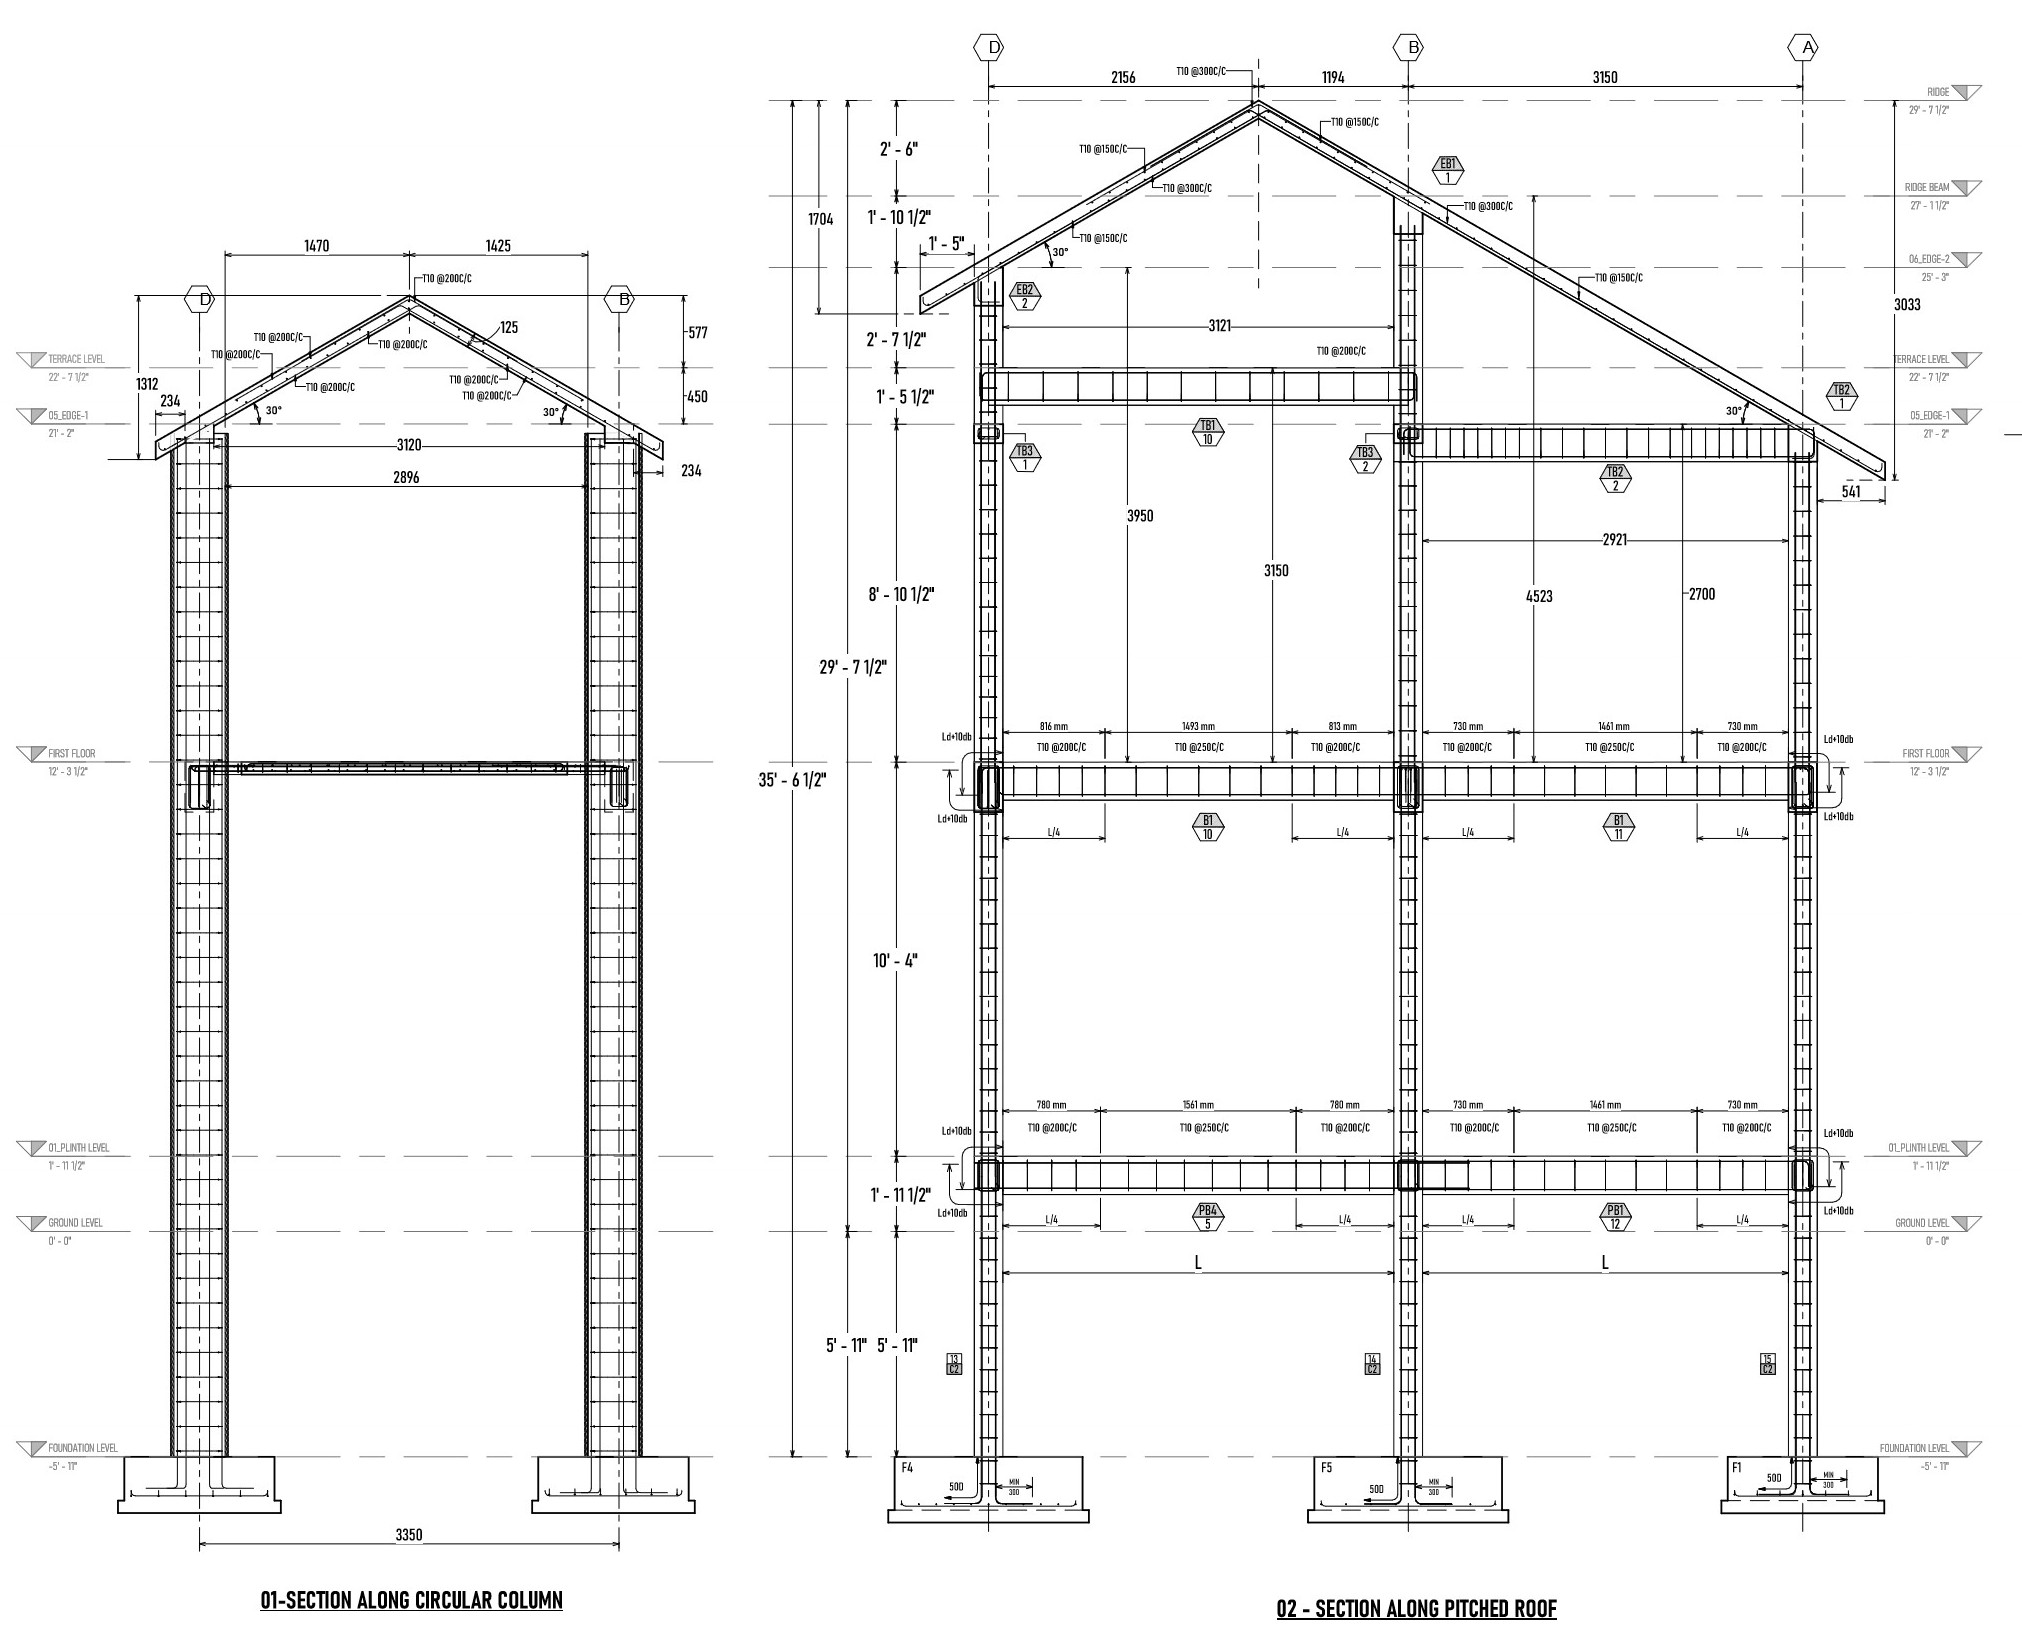 D
B
1470
1425
T10 @200C/C
T10 @200C/C
T10 @200C/C
T10 @200C/C
T10 @200C/C
T10 @200C/C
T10 @200C/C
125
577
450
1312
234
30°
30°
3120
2896
234
TERRACE LEVEL
22' - 7 1/2"
05_EDGE-1
21' - 2"
FIRST FLOOR
12' - 3 1/2"
01_PLINTH LEVEL
1' - 11 1/2"
GROUND LEVEL
0' - 0"
FOUNDATION LEVEL
-5' - 11"
3350
01-SECTION ALONG CIRCULAR COLUMN
D
B
A
2156
T10 @300C/C
1194
3150
T10 @150C/C
T10 @150C/C
T10 @300C/C
T10 @300C/C
T10 @150C/C
T10 @150C/C
EB1
1
2' - 6"
1' - 10 1/2"
1704
1' - 5"
30°
EB2
2
3121
2' - 7 1/2"
T10 @200C/C
1' - 5 1/2"
TB1
10
TB3
1
TB3
2
TB2
2
TB2
1
30°
3033
541
2921
3950
3150
4523
2700
8' - 10 1/2"
29' - 7 1/2"
35' - 6 1/2"
816 mm
1493 mm
813 mm
730 mm
1461 mm
730 mm
Ld+10db
T10 @200C/C
T10 @250C/C
T10 @200C/C
T10 @200C/C
T10 @250C/C
T10 @200C/C
Ld+10db
Ld+10db
Ld+10db
L/4
B1
10
L/4
L/4
B1
11
L/4
10' - 4"
780 mm
1561 mm
780 mm
730 mm
1461 mm
730 mm
Ld+10db
T10 @200C/C
T10 @250C/C
T10 @200C/C
T10 @200C/C
T10 @250C/C
T10 @200C/C
Ld+10db
1' - 11 1/2"
Ld+10db
Ld+10db
L/4
PB4
5
L/4
L/4
PB1
12
L/4
L
L
5' - 11"
5' - 11"
13
C2
14
C2
15
C2
F4
500
MIN
300
F5
500
MIN
300
F1
500
MIN
300
RIDGE
29' - 7 1/2"
RIDGE BEAM
27' - 1 1/2"
06_EDGE-2
25' - 3"
TERRACE LEVEL
22' - 7 1/2"
05_EDGE-1
21' - 2"
FIRST FLOOR
12' - 3 1/2"
01_PLINTH LEVEL
1' - 11 1/2"
GROUND LEVEL
0' - 0"
FOUNDATION LEVEL
-5' - 11"
02 - SECTION ALONG PITCHED ROOF